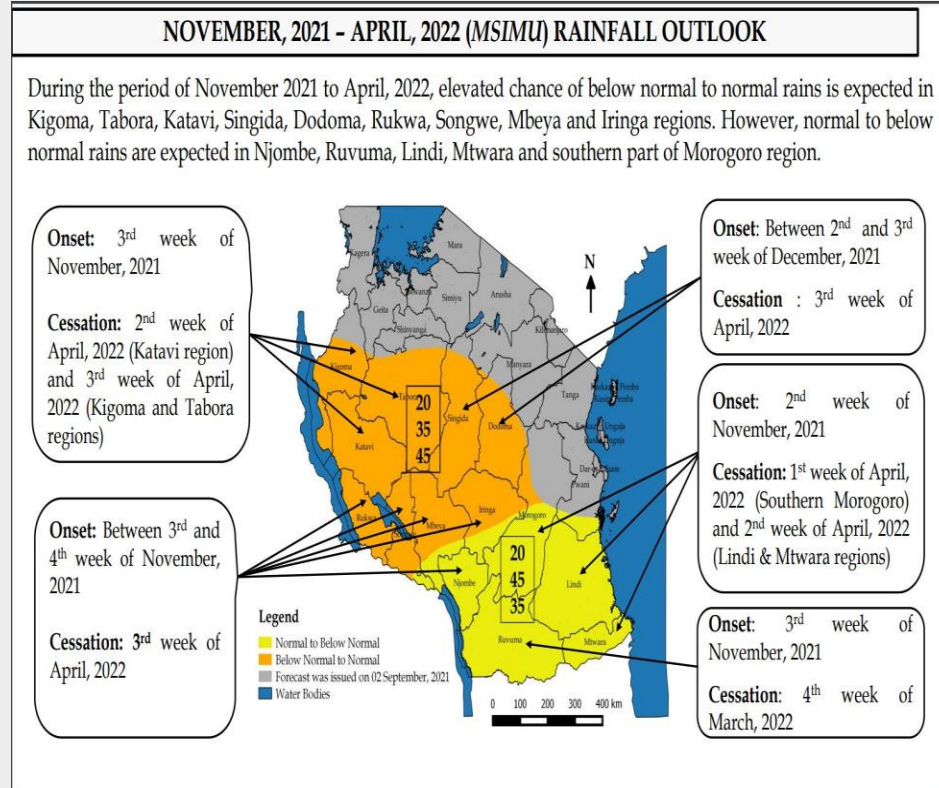 NOVEMBER, 2021 – APRIL, 2022 (MSIMU) RAINFALL OUTLOOK
During the period of November 2021 to April, 2022, elevated chance of below normal to normal rains is expected in
Kigoma, Tabora, Katavi, Singida, Dodoma, Rukwa, Songwe, Mbeya and Iringa regions. However, normal to below
normal rains are expected in Njombe, Ruvuma, Lindi, Mtwara and southern part of Morogoro region.
Onset: 3rd week of
November, 2021
Cessation: 2nd week of
April, 2022 (Katavi region)
and 3rd week of April,
2022 (Kigoma and Tabora
regions)
Onset: Between 3rd and
4th week of November,
2021
Cessation: 3rd week of
April, 2022
Kagera
Mara
Simiyu
Geita
Shinyanga
Arusha
Kilimanjaro
Manyara
Tanga
Kigoma
Tabora
Singida
Dodoma
Katavi
20
35
45
Pwani
Rukwa
Mbeya
Iringa
Morogoro
Njombe
20
45
35
Lindi
Ruvuma
Mtwara
N
Legend
Normal to Below Normal
Below Normal to Normal
Forecast was issued on 02 September, 2021
Water Bodies
0 100 200 300 400 km
Onset: Between 2nd and 3rd
week of December, 2021
Cessation : 3rd week of
April, 2022
Onset: 2nd week of
November, 2021
Cessation: 1st week of April,
2022 (Southern Morogoro)
and 2nd week of April, 2022
(Lindi & Mtwara regions)
Onset: 3rd week of
November, 2021
Cessation: 4th week of
March, 2022